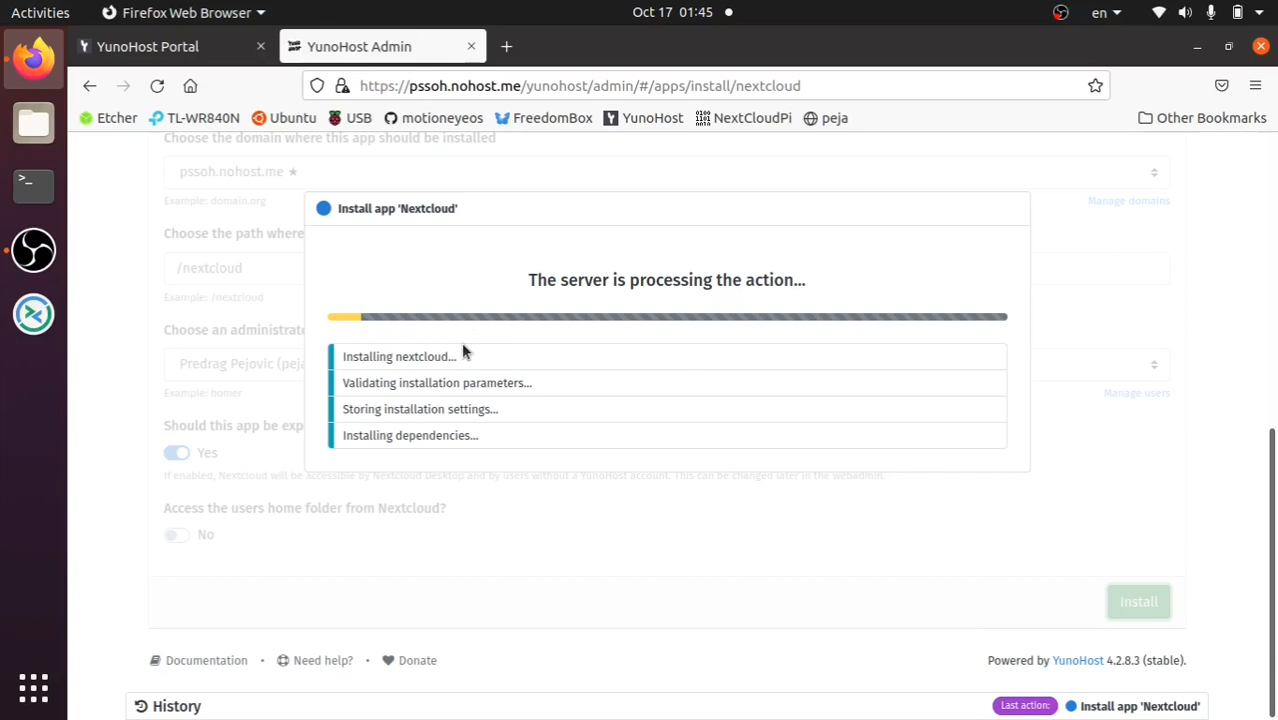 Activities
Firefox Web Browser
Oct 17 01:45
en
YunoHost Portal
YunoHost Admin
https://pssoh.nohost.me/yunohost/admin/#/apps/install/nextcloud
Etcher
TL-WR840N
Ubuntu
USB
motioneyeos
FreedomBox
YunoHost
NextCloudPi
peja
Other Bookmarks
Choose the domain where this app should be installed
pssoh.nohost.me ★
Example: domain.org
Manage domains
Install app 'Nextcloud'
Choose the path where
/nextcloud
Example: /nextcloud
The server is processing the action...
Choose an administrato
Predrag Pejovic (peja
Example: homer
Manage users
Installing nextcloud...
Validating installation parameters...
Storing installation settings...
Installing dependencies...
Should this app be exp
Yes
If enabled, Nextcloud will be accessible by Nextcloud Desktop and by users without a YunoHost account. This can be changed later in the webadmin.
Access the users home folder from Nextcloud?
No
Install
Documentation • Need help? • Donate
Powered by YunoHost 4.2.8.3 (stable).
History
Last action:
Install app 'Nextcloud'